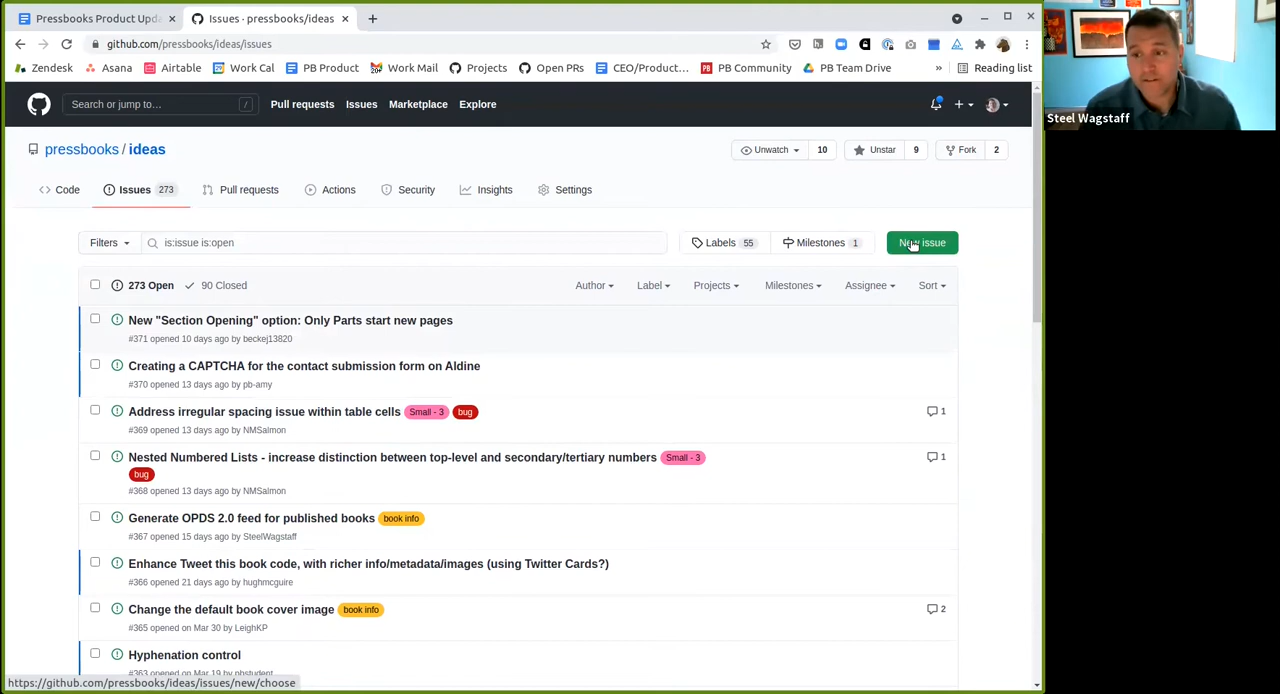 Pressbooks Product Upda
Issues · pressbooks/ideas
github.com/pressbooks/ideas/issues
Zendesk Asana Airtable Work Cal PB Product Work Mail Projects Open PRs CEO/Product… PB Community PB Team Drive » Reading list
Steel Wagstaff
Search or jump to… /
Pull requests Issues Marketplace Explore
pressbooks / ideas
Unwatch 10 Unstar 9 Fork 2
Code Issues 273 Pull requests Actions Security Insights Settings
Filters is:issue is:open Labels 55 Milestones 1 New issue
273 Open 90 Closed Author Label Projects Milestones Assignee Sort
New "Section Opening" option: Only Parts start new pages
#371 opened 10 days ago by beckej13820
Creating a CAPTCHA for the contact submission form on Aldine
#370 opened 13 days ago by pb-amy
Address irregular spacing issue within table cells Small - 3 bug 1
#369 opened 13 days ago by NMSalmon
Nested Numbered Lists - increase distinction between top-level and secondary/tertiary numbers Small - 3 1
bug
#368 opened 13 days ago by NMSalmon
Generate OPDS 2.0 feed for published books book info
#367 opened 15 days ago by SteelWagstaff
Enhance Tweet this book code, with richer info/metadata/images (using Twitter Cards?)
#366 opened 21 days ago by hughmcguire
Change the default book cover image book info 2
#365 opened on Mar 30 by LeighKP
Hyphenation control
#363 opened on Mar 19 by pbstudent
https://github.com/pressbooks/ideas/issues/new/choose